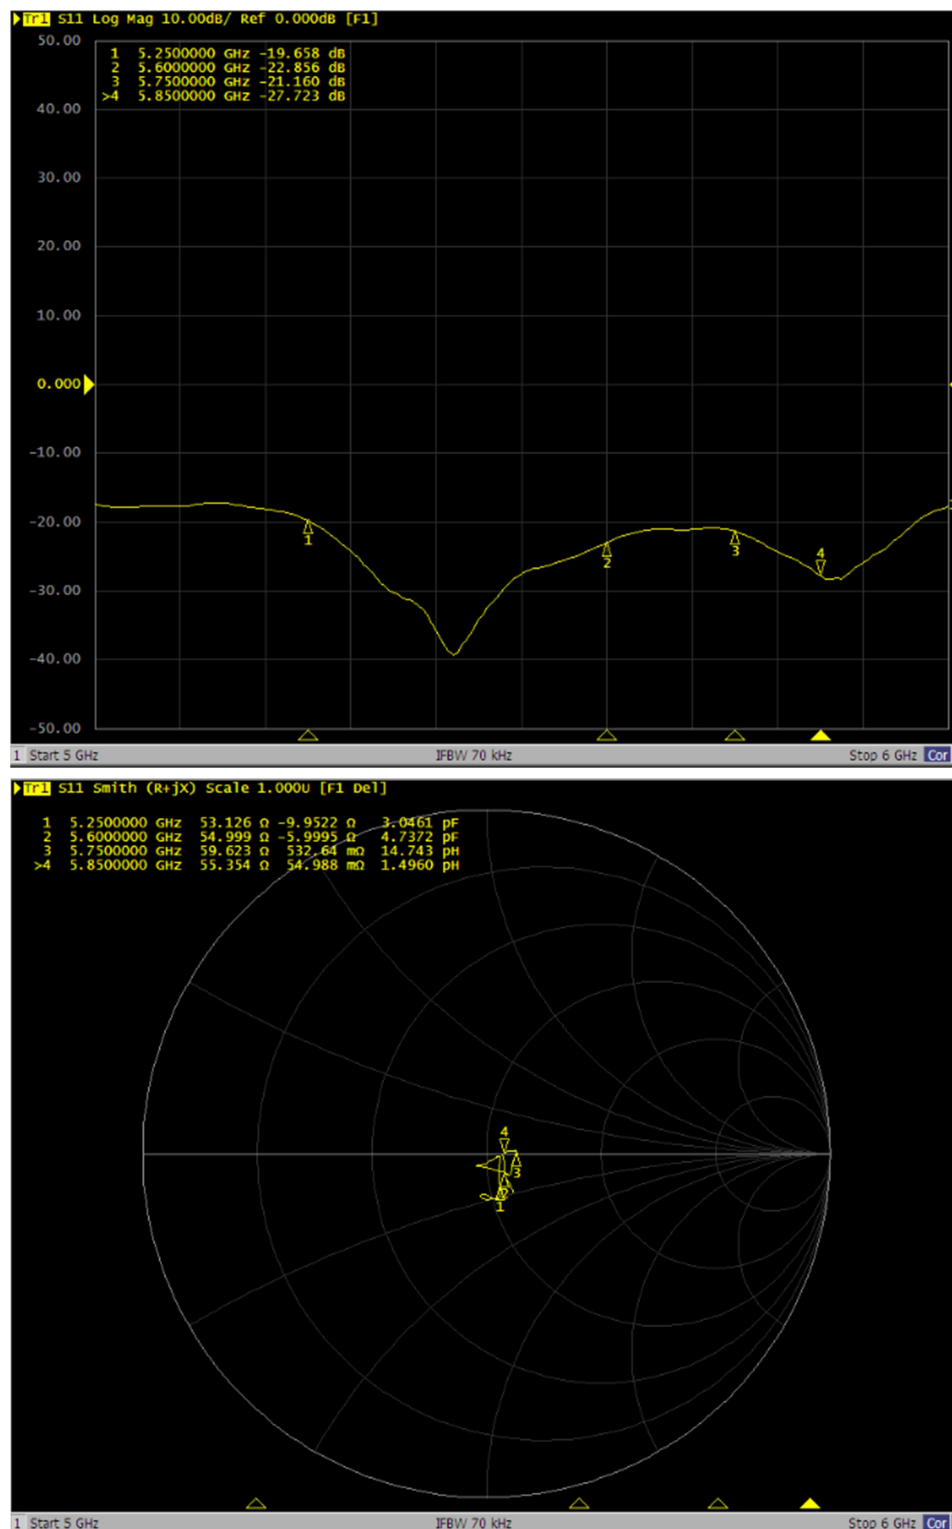 Tr1 S11 Log Mag 10.00dB/ Ref 0.000dB [F1]
50.00
1 5.2500000 GHz -19.658 dB
2 5.6000000 GHz -22.856 dB
3 5.7500000 GHz -21.160 dB
>4 5.8500000 GHz -27.723 dB
40.00
30.00
20.00
10.00
0.000
-10.00
-20.00
1
2
3
4
-30.00
-40.00
-50.00
1 Start 5 GHz IFBW 70 kHz Stop 6 GHz Cor
Tr1 S11 Smith (R+jX) Scale 1.000U [F1 Del]
1 5.2500000 GHz 53.126 Ω -9.9522 Ω 3.0461 pF
2 5.6000000 GHz 54.999 Ω -5.9995 Ω 4.7372 pF
3 5.7500000 GHz 59.623 Ω 532.64 mΩ 14.743 pH
>4 5.8500000 GHz 55.354 Ω 54.988 mΩ 1.4960 pH
4
3
1
1 Start 5 GHz IFBW 70 kHz Stop 6 GHz Cor